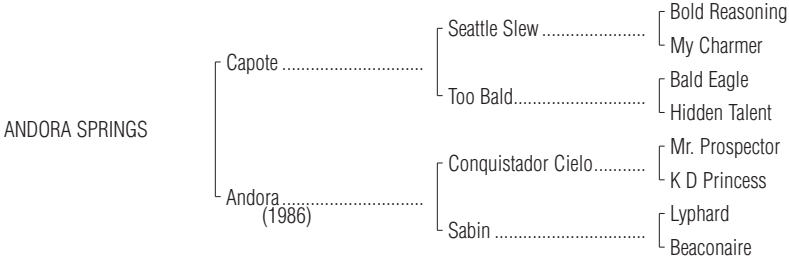 Bold Reasoning
Seattle Slew ......................
My Charmer
Capote .............................
Bald Eagle
Too Bald...........................
Hidden Talent
ANDORA SPRINGS
Mr. Prospector
Conquistador Cielo...........
K D Princess
Andora.............................
(1986)
Lyphard
Sabin ...............................
Beaconaire